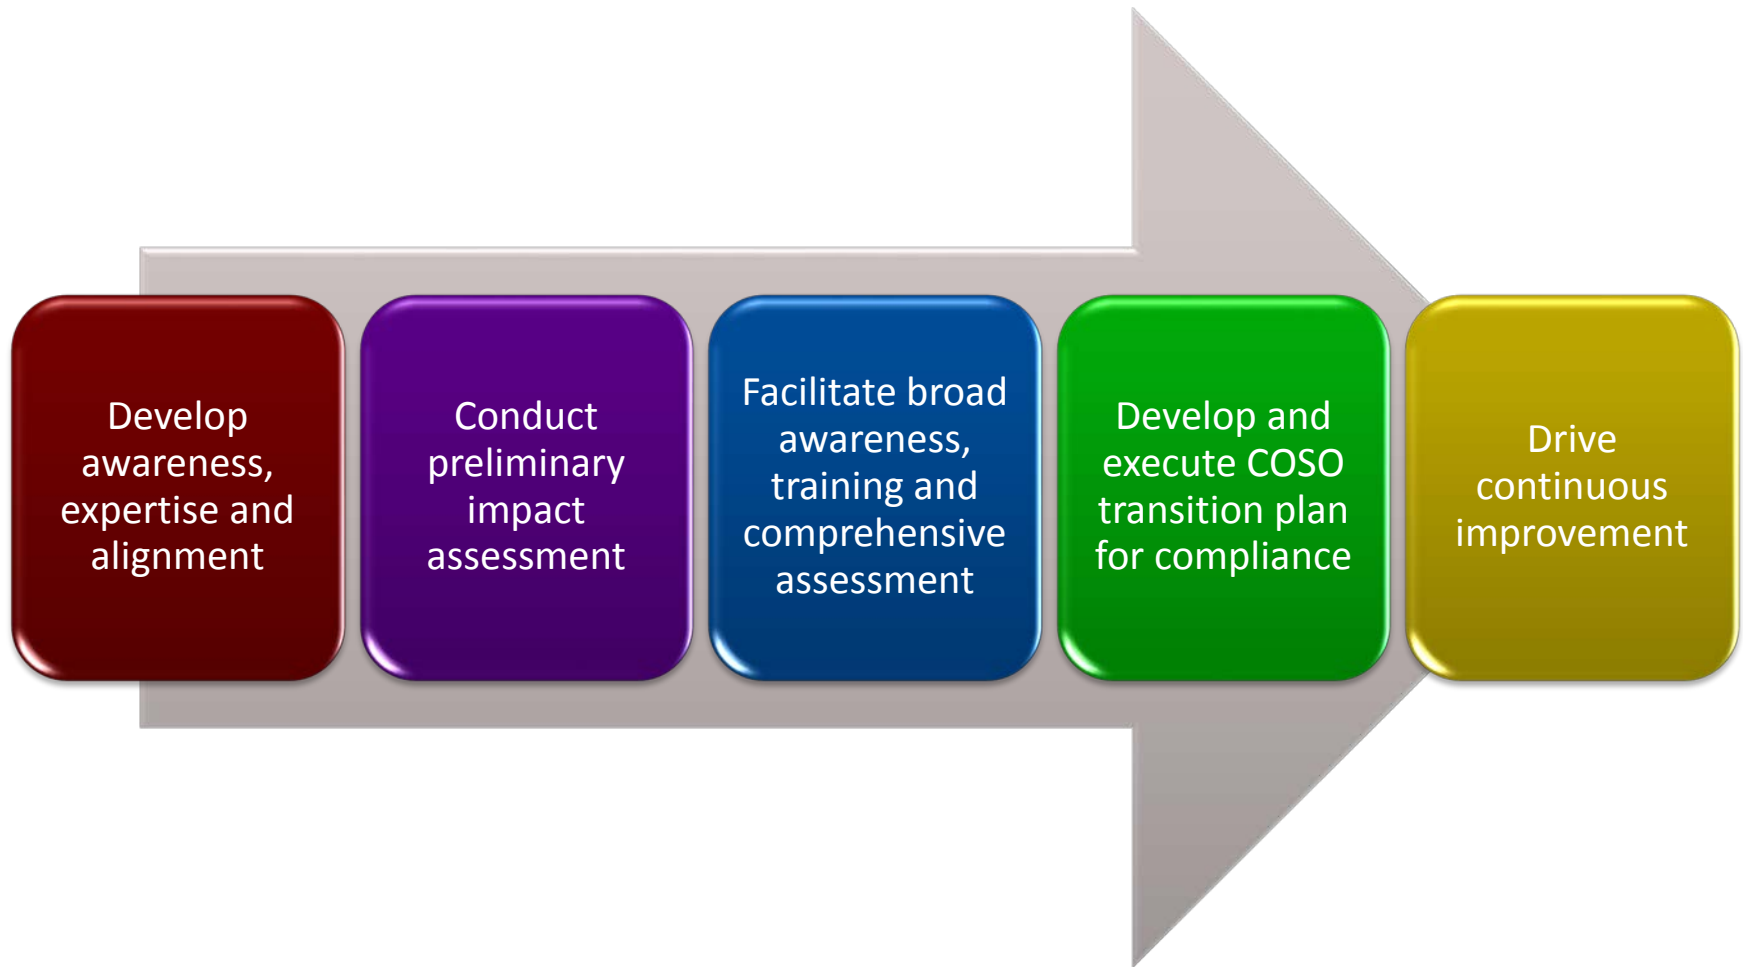 Develop
awareness,
expertise and
alignment
Conduct
preliminary
impact
assessment
Facilitate broad
awareness,
training and
comprehensive
assessment
Develop and
execute COSO
transition plan
for compliance
Drive
continuous
improvement